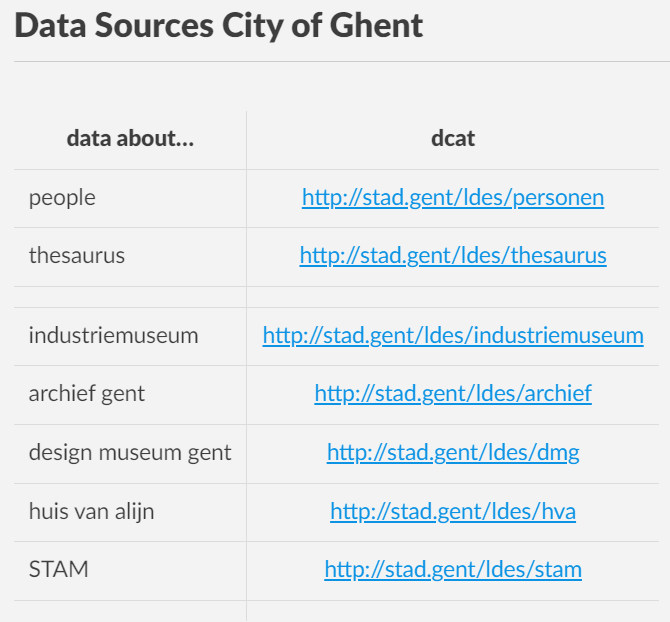 Data Sources City of Ghent
data about... dcat
people http://stad.gent/ldes/personen
thesaurus http://stad.gent/ldes/thesaurus
industriemuseum http://stad.gent/ldes/industriemuseum
archief gent http://stad.gent/ldes/archief
design museum gent http://stad.gent/ldes/dmg
huis van alijn http://stad.gent/ldes/hva
STAM http://stad.gent/ldes/stam